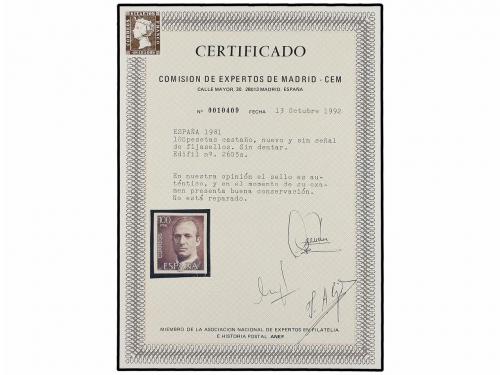 CERTIFICADO
COMISION DE EXPERTOS DE MADRID - CEM
CALLE MAYOR, 30. 28013 MADRID. ESPAÑA
Nº 0010409 FECHA 13 Octubre 1992
ESPAÑA 1981
100pesetas castaño, nuevo y sin señal
de fijasellos. Sin dentar.
Edifil nº. 2605s.
En nuestra opinión el sello es au-
téntico, y en el momento de su exa-
men presenta buena conservación.
No está reparado.
100
PTA
CORREOS
ESPAÑA
MIEMBRO DE LA ASOCIACION NACIONAL DE EXPERTOS EN FILATELIA
E HISTORIA POSTAL. ANEF